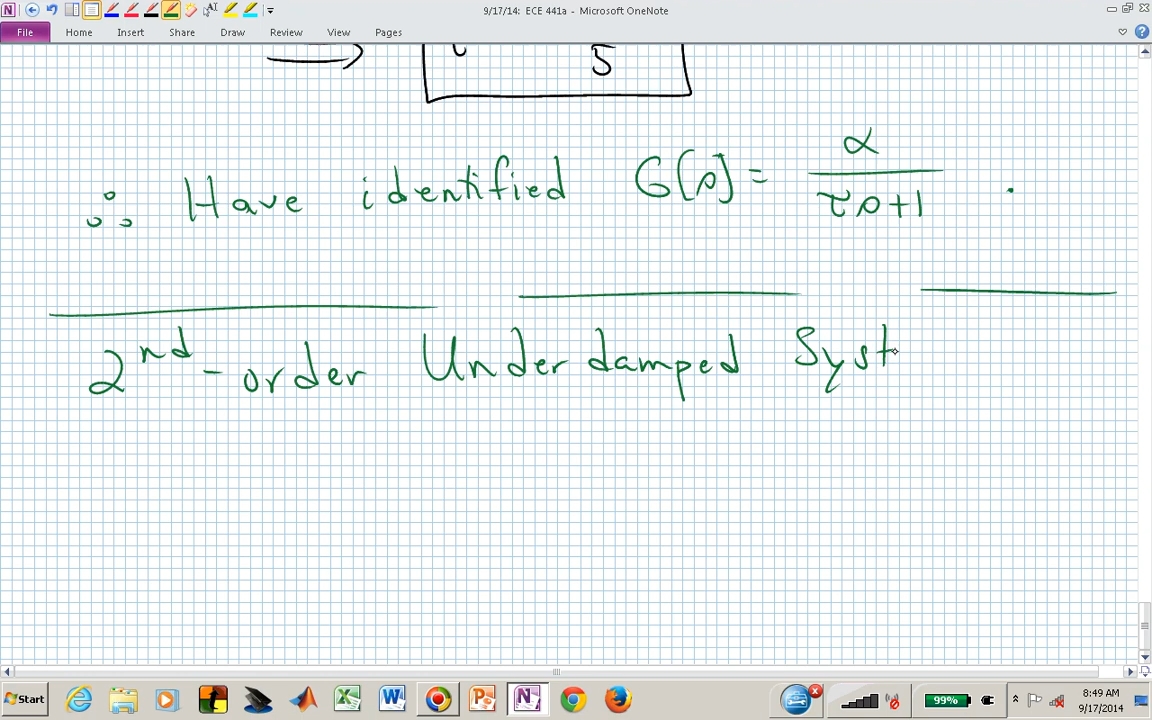 9/17/14: ECE 441a - Microsoft OneNote
File Home Insert Share Draw Review View Pages
5
∴ Have identified G(s) = α
τs+1 .
2nd - order Underdamped Syst
Start 99% 8:49 AM
9/17/2014